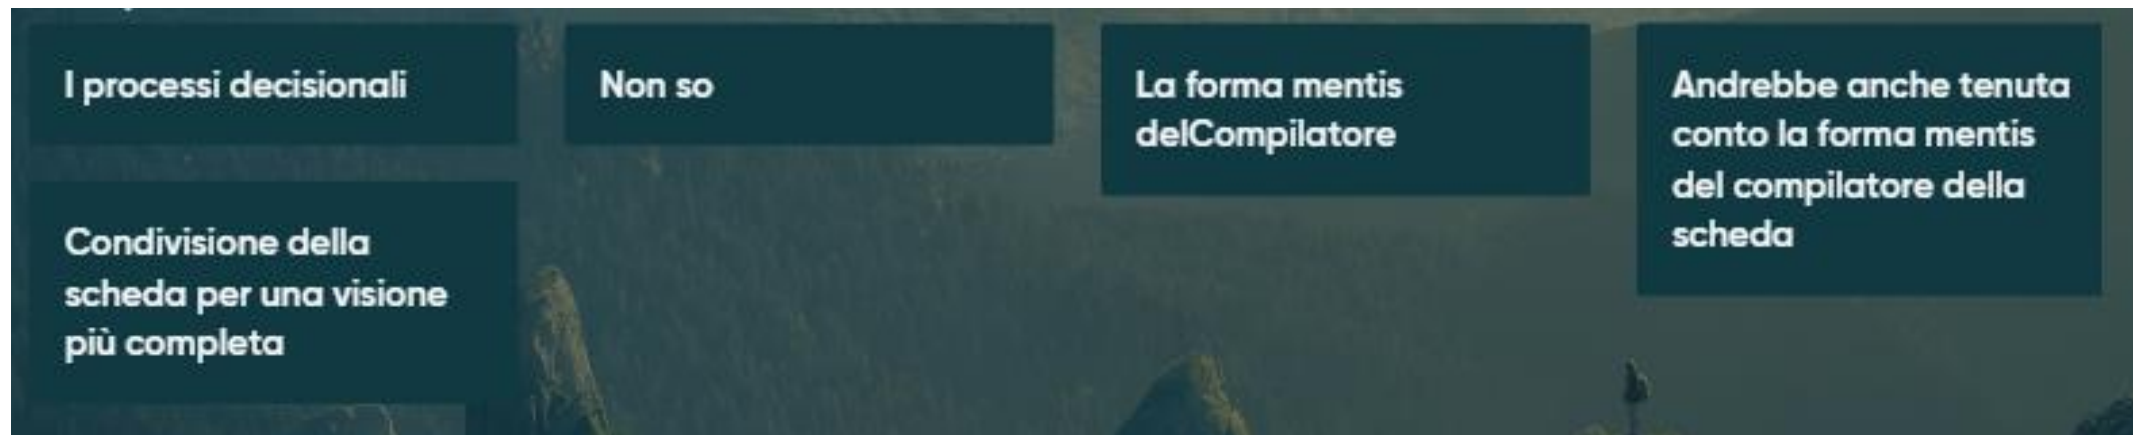 I processi decisionali
Non so
La forma mentis
delCompilatore
Andrebbe anche tenuta
conto la forma mentis
del compilatore della
scheda
Condivisione della
scheda per una visione
più completa